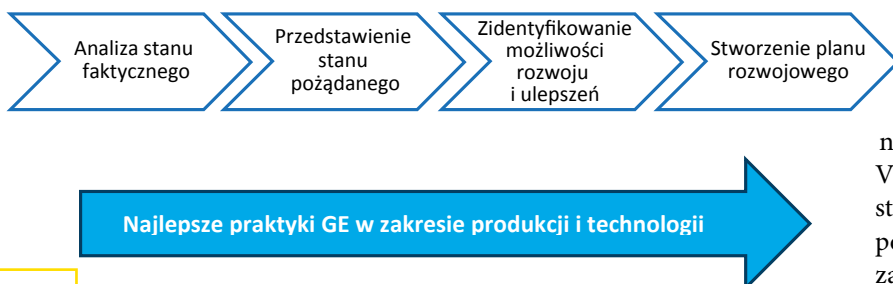 Analiza stanu
faktycznego
Przedstawienie
stanu
pożądanego
Zidentyfikowanie
możliwości
rozwoju
i ulepszeń
Stworzenie planu
rozwojowego
Najlepsze praktyki GE w zakresie produkcji i technologii